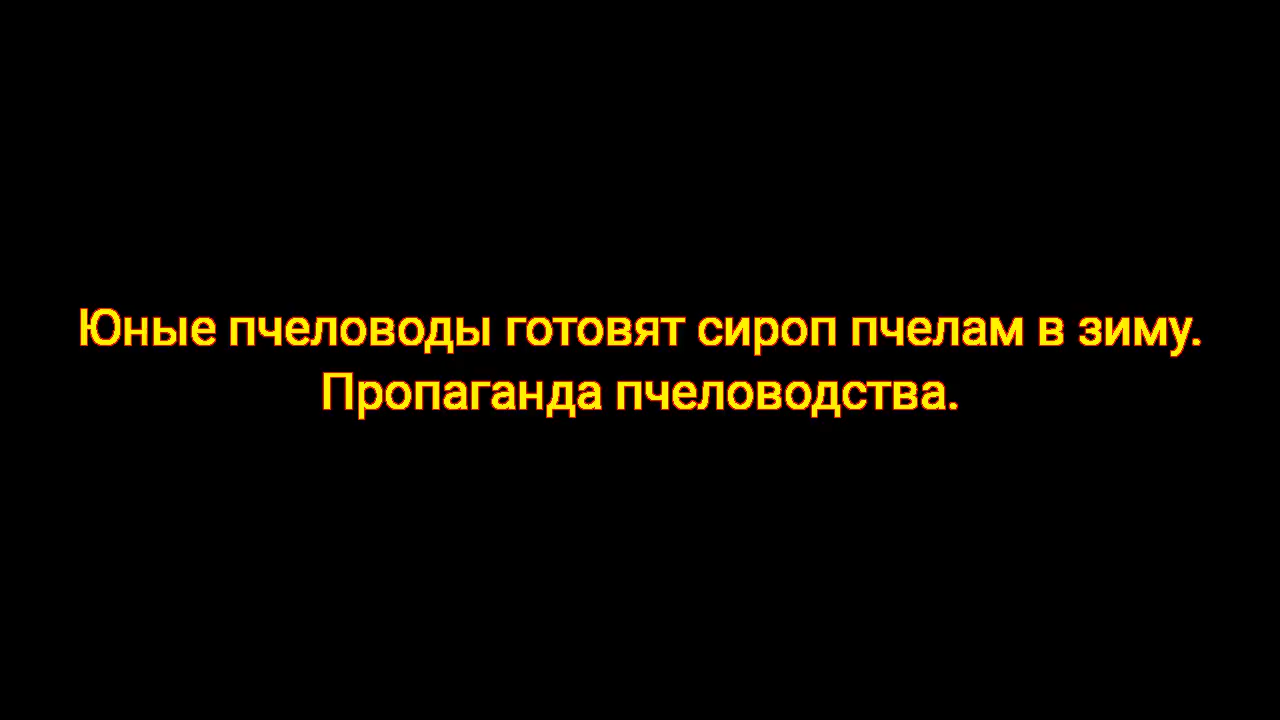 Юные пчеловоды готовят сироп пчелам в зиму.
Пропаганда пчеловодства.